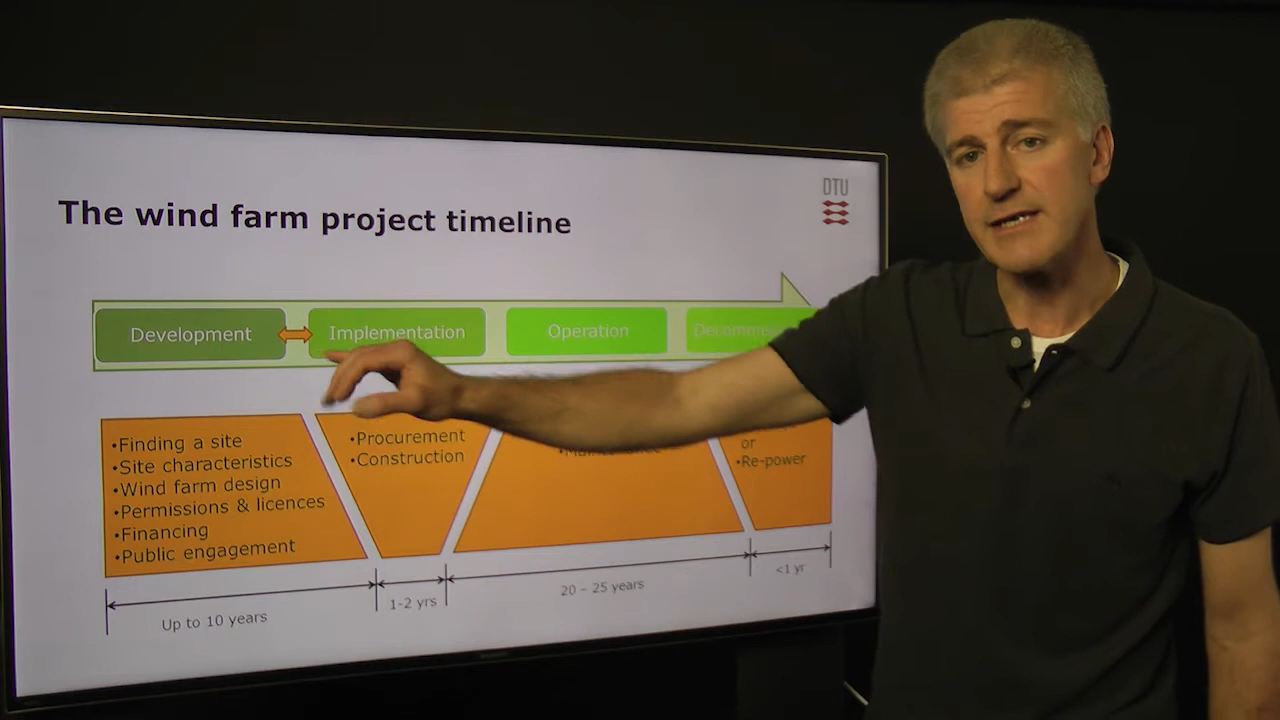 DTU
The wind farm project timeline
Development
Implementation
Operation
•Finding a site
•Site characteristics
•Wind farm design
•Permissions & licences
•Financing
•Public engagement
•Procurement
•Construction
or
•Re-power
Up to 10 years
1-2 yrs
20 – 25 years
<1 yr